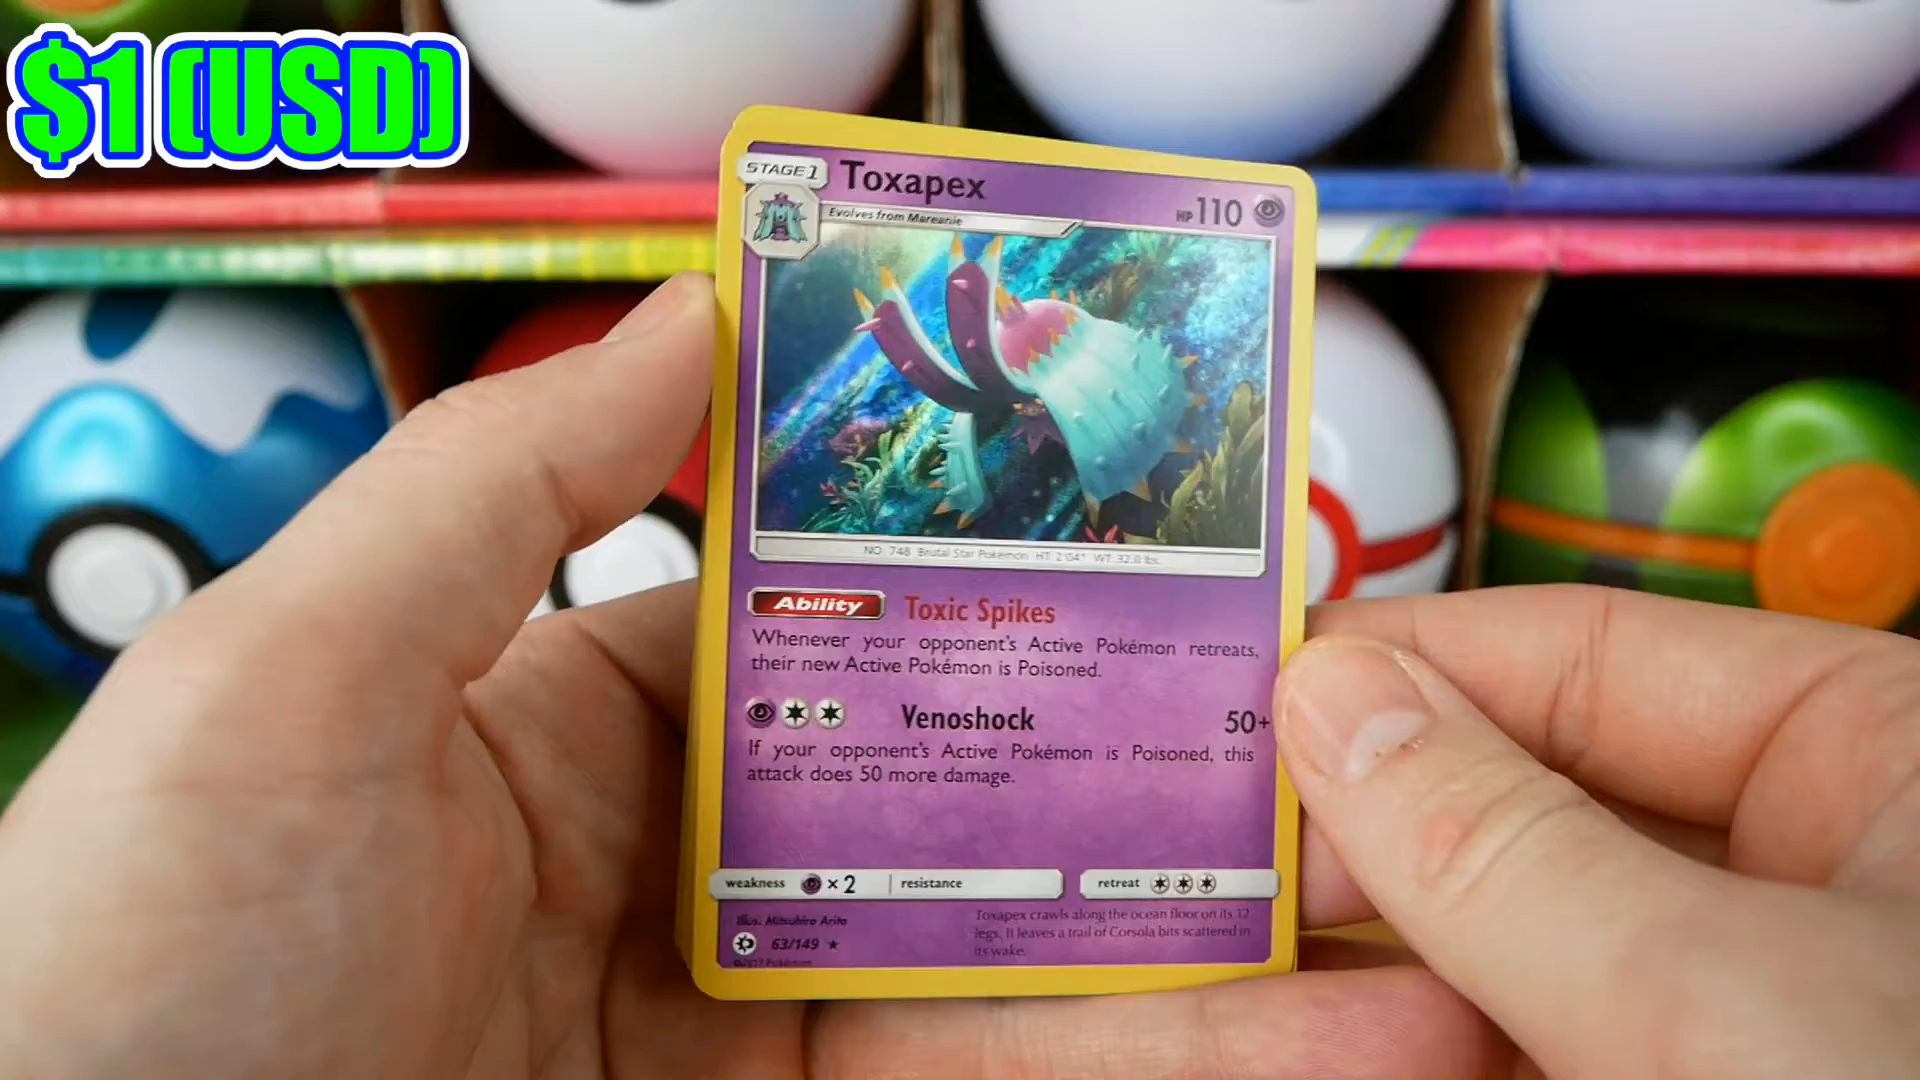 $1 (USD)
STAGE 1
Toxapex
HP 110
Evolves from Mareanie
NO. 748 Brutal Star Pokémon HT: 2'04" WT: 32.0 lbs.
Ability Toxic Spikes
Whenever your opponent's Active Pokémon retreats,
their new Active Pokémon is Poisoned.
Venoshock 50+
If your opponent's Active Pokémon is Poisoned, this
attack does 50 more damage.
weakness ×2 resistance retreat
Illus. Mitsuhiro Arita
63/149
©2017 Pokémon
Toxapex crawls along the ocean floor on its 12
legs. It leaves a trail of Corsola bits scattered in
its wake.